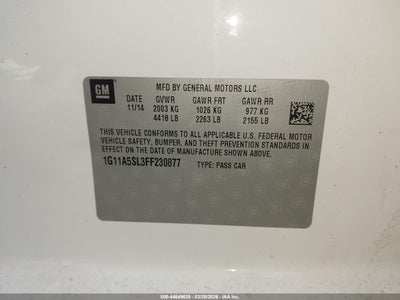 GM
MFD BY GENERAL MOTORS LLC
DATE GVWR GAWR FRT GAWR RR
11/14 2003 KG 1026 KG 977 KG
4418 LB 2263 LB 2155 LB
THIS VEHICLE CONFORMS TO ALL APPLICABLE U.S. FEDERAL MOTOR
VEHICLE SAFETY, BUMPER, AND THEFT PREVENTION STANDARDS IN
EFFECT ON THE DATE OF MANUFACTURE SHOWN ABOVE.
1G11A5SL3FF230877 TYPE: PASS CAR